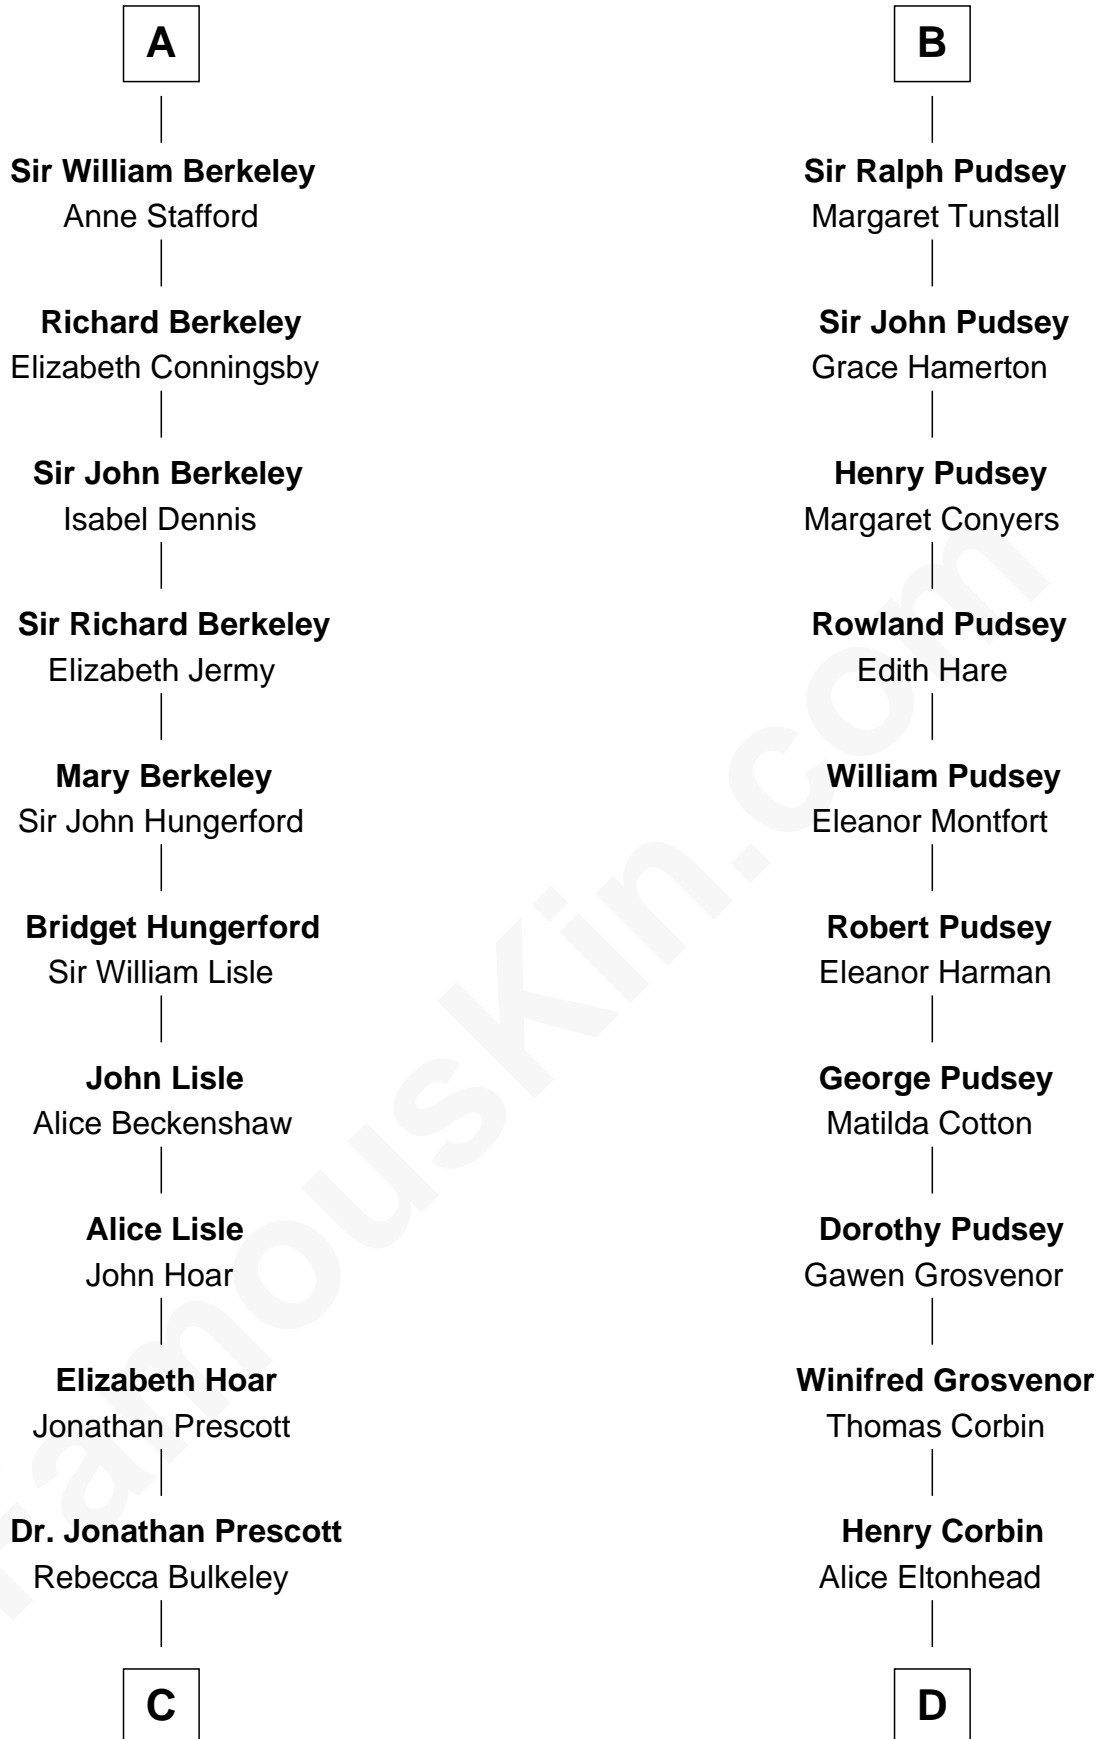 A
Sir William Berkeley
Anne Stafford
Richard Berkeley
Elizabeth Conningsby
Sir John Berkeley
Isabel Dennis
Sir Richard Berkeley
Elizabeth Jermy
Mary Berkeley
Sir John Hungerford
Bridget Hungerford
Sir William Lisle
John Lisle
Alice Beckenshaw
Alice Lisle
John Hoar
Elizabeth Hoar
Jonathan Prescott
Dr. Jonathan Prescott
Rebecca Bulkeley
C
B
Sir Ralph Pudsey
Margaret Tunstall
Sir John Pudsey
Grace Hamerton
Henry Pudsey
Margaret Conyers
Rowland Pudsey
Edith Hare
William Pudsey
Eleanor Montfort
Robert Pudsey
Eleanor Harman
George Pudsey
Matilda Cotton
Dorothy Pudsey
Gawen Grosvenor
Winifred Grosvenor
Thomas Corbin
Henry Corbin
Alice Eltonhead
D
FamousKin.com